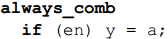 always_comb
  if (en) y = a;